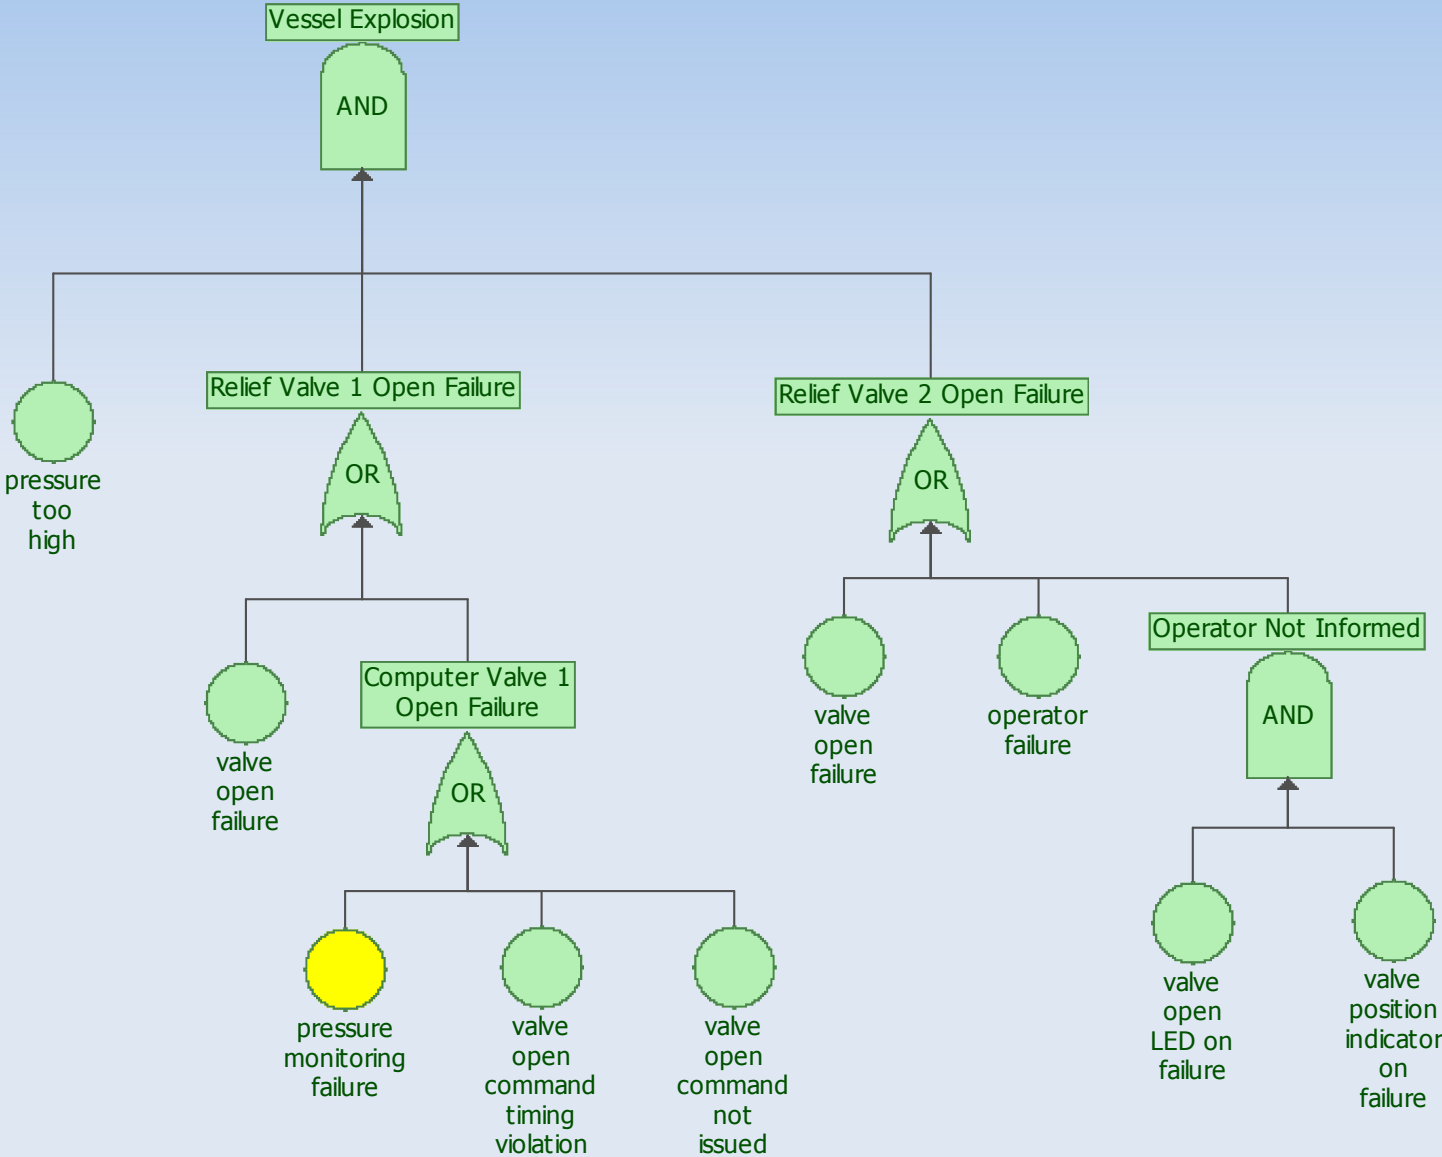 Vessel Explosion
AND
pressure
too
high
Relief Valve 1 Open Failure
OR
Relief Valve 2 Open Failure
OR
valve
open
failure
Computer Valve 1
Open Failure
OR
valve
open
failure
operator
failure
Operator Not Informed
AND
pressure
monitoring
failure
valve
open
command
timing
violation
valve
open
command
not
issued
valve
open
LED on
failure
valve
position
indicator
on
failure